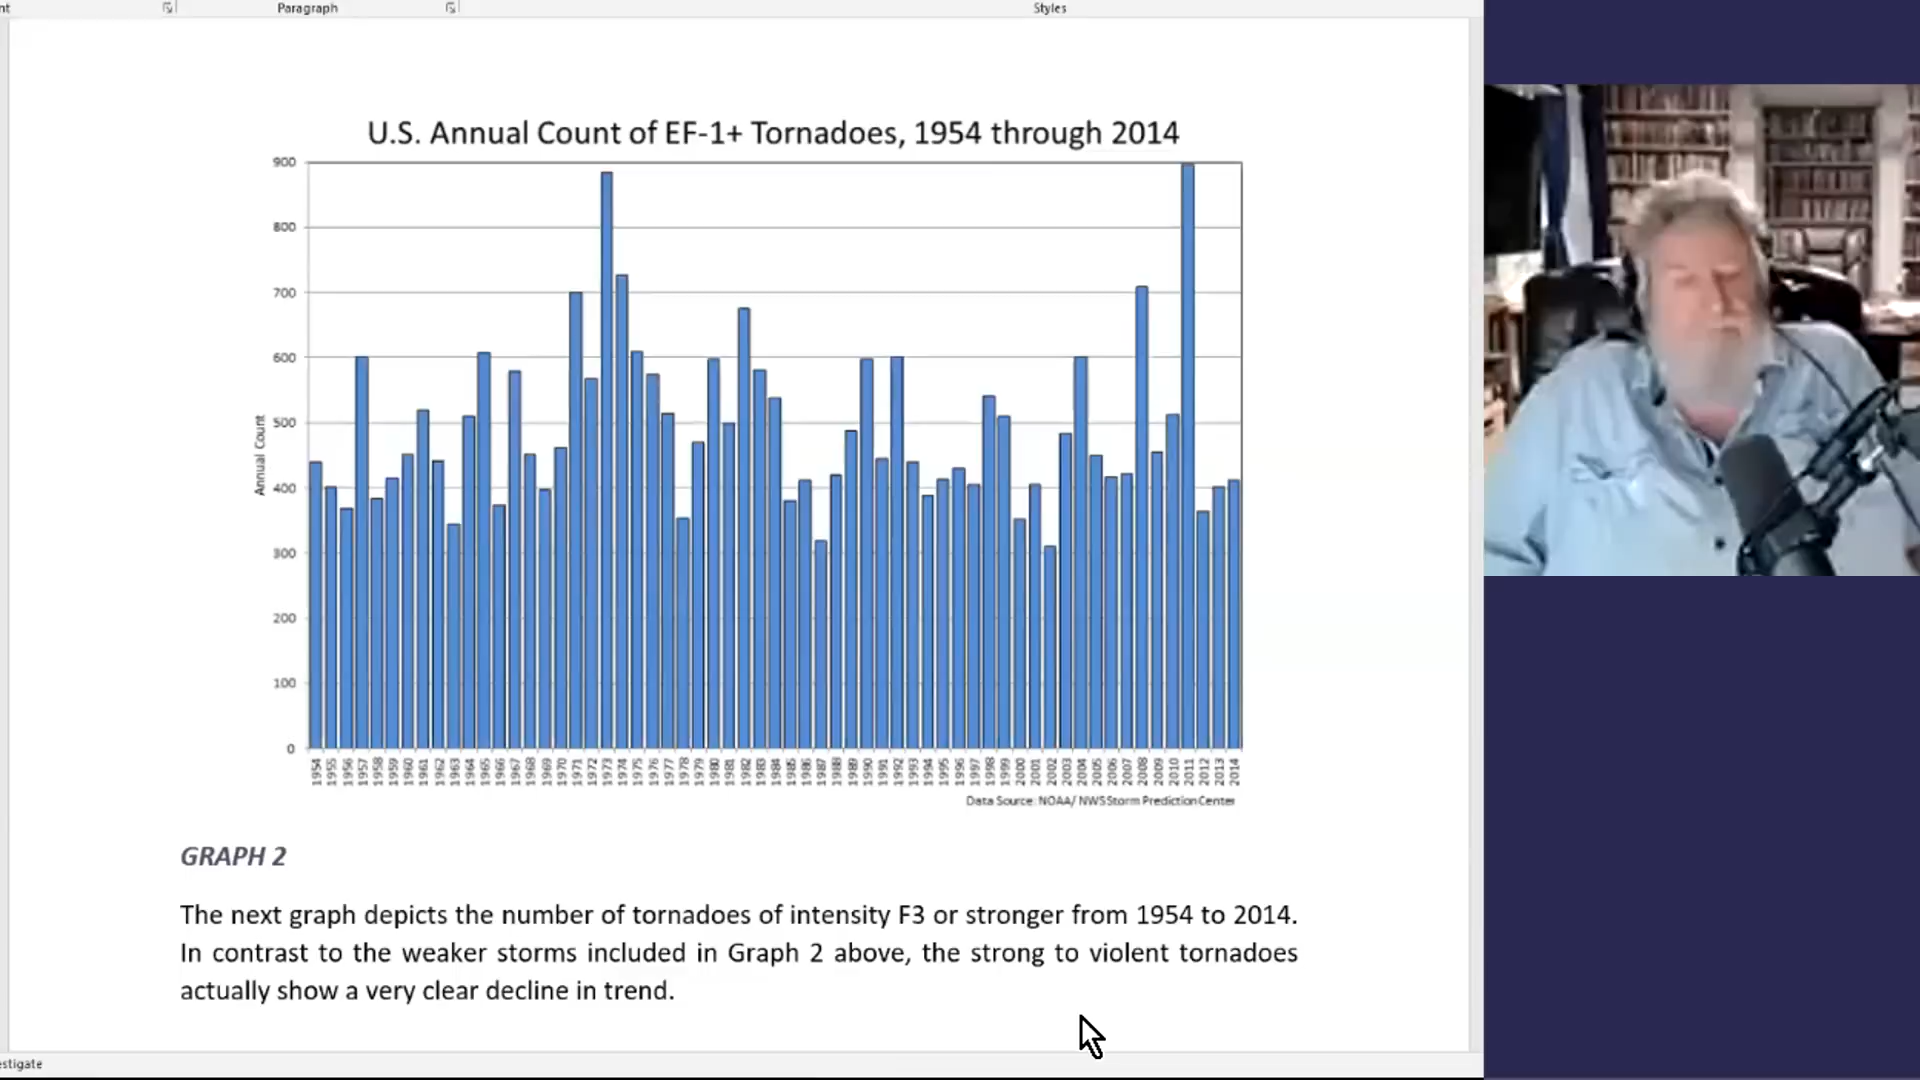 nt
Paragraph
Styles
U.S. Annual Count of EF-1+ Tornadoes, 1954 through 2014
900
800
700
600
500
400
300
200
100
0
Annual Count
1954 1955 1956 1957 1958 1959 1960 1961 1962 1963 1964 1965 1966 1967 1968 1969 1970 1971 1972 1973 1974 1975 1976 1977 1978 1979 1980 1981 1982 1983 1984 1985 1986 1987 1988 1989 1990 1991 1992 1993 1994 1995 1996 1997 1998 1999 2000 2001 2002 2003 2004 2005 2006 2007 2008 2009 2010 2011 2012 2013 2014
Data Source: NOAA/ NWS Storm Prediction Center
GRAPH 2
The next graph depicts the number of tornadoes of intensity F3 or stronger from 1954 to 2014.
In contrast to the weaker storms included in Graph 2 above, the strong to violent tornadoes
actually show a very clear decline in trend.
estigate